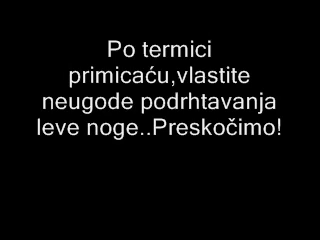 Po termici
primicaću,vlastite
neugode podrhtavanja
leve noge..Preskočimo!